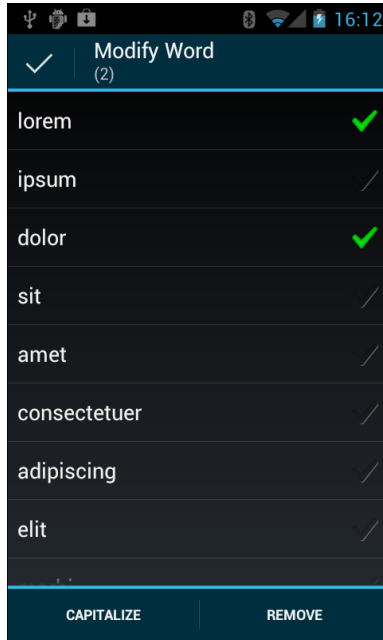 16:12
Modify Word
(2)
lorem
ipsum
dolor
sit
amet
consectetuer
adipiscing
elit
CAPITALIZE
REMOVE